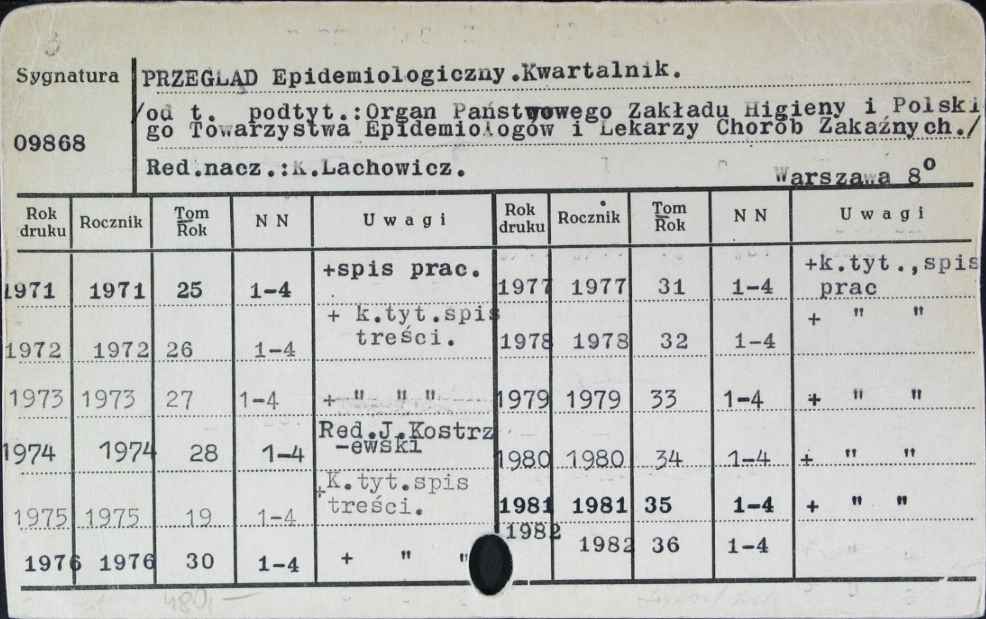 Sygnatura PRZEGLĄD Epidemiologiczny.Kwartalnik.
/od t. podtyt.:Organ Państwowego Zakładu Higieny i Polski
09868 go Towarzystwa Epidemiologów i Lekarzy Chorób Zakaźnych./
Red.nacz.:K.Lachowicz. Warszawa 8o
Rok druku Rocznik Tom Rok N N Uwagi Rok druku Rocznik Tom Rok N N Uwagi
1971 1971 25 1-4 +spis prac. 1977 1977 31 1-4 +k.tyt.,spis prac
1972 1972 26 1-4 + k.tyt.spis treści. 1978 1978 32 1-4 + " "
1973 1973 27 1-4 + " " " 1979 1979 33 1-4 + " "
1974 1974 28 1-4 Red.J.Kostrz -ewski 1980 1980 34 1-4 + " "
1975 1975 19 1-4 +K.tyt.spis treści. 1981 1981 35 1-4 + " "
1976 1976 30 1-4 + " " 1982 1982 36 1-4